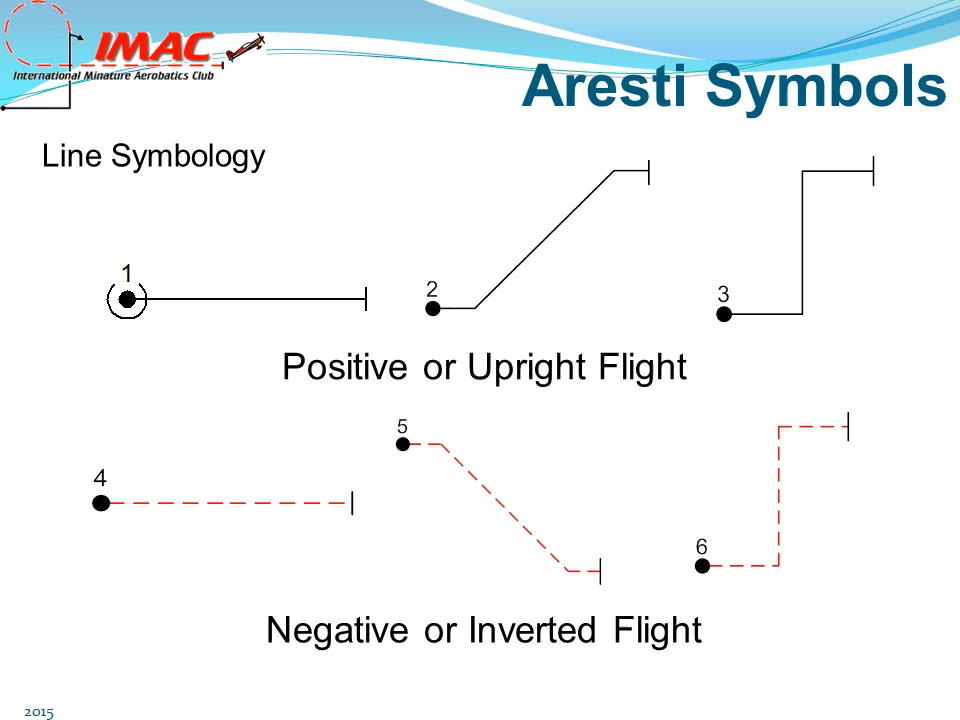 IMAC
International Minature Aerobatics Club
Aresti Symbols
Line Symbology
1
2
3
Positive or Upright Flight
4
5
6
Negative or Inverted Flight
2015